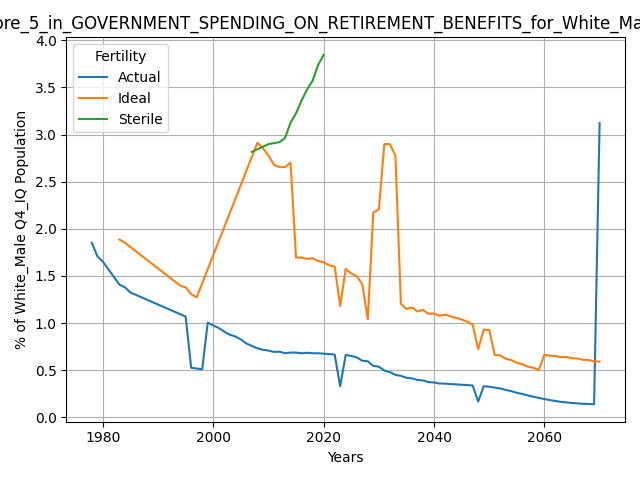 ore_5_in_GOVERNMENT_SPENDING_ON_RETIREMENT_BENEFITS_for_White_Ma
Fertility
Actual
Ideal
Sterile
% of White_Male Q4_IQ Population
4.0
3.5
3.0
2.5
2.0
1.5
1.0
0.5
0.0
1980 2000 2020 2040 2060
Years